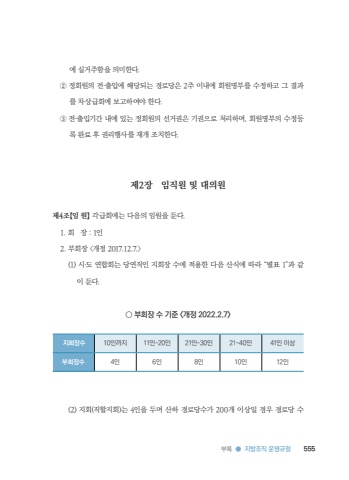 에 실거주함을 의미한다.
② 정회원의 전·출입에 해당되는 경로당은 2주 이내에 회원명부를 수정하고 그 결과
를 차상급회에 보고하여야 한다.
③ 전·출입기간 내에 있는 정회원의 선거권은 기권으로 처리하며, 회원명부의 수정등
록 완료 후 권리행사를 재개 조치한다.
제2장 임직원 및 대의원
제4조【임 원】 각급회에는 다음의 임원을 둔다.
1. 회 장 : 1인
2. 부회장 <개정 2017.12.7.>
(1) 시·도 연합회는 당연직인 지회장 수에 적용한 다음 산식에 따라 "별표 1"과 같
이 둔다.
○ 부회장 수 기준 <개정 2022.2.7>
지회장수 10인까지 11인~20인 21인~30인 21~40인 41인 이상
부회장수 4인 6인 8인 10인 12인
(2) 지회(직할지회)는 4인을 두며 산하 경로당수가 200개 이상일 경우 경로당 수
부록 ● 지방조직 운영규정 555